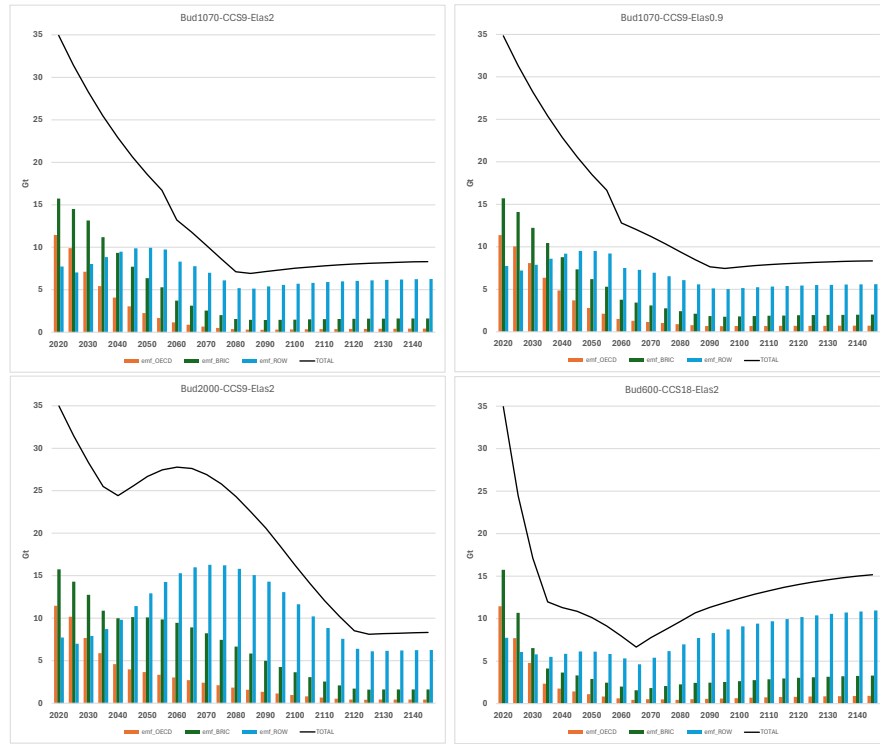 Bud1070-CCS9-Elas2
35
30
25
20
15
10
5
0
Gt
2020 2030 2040 2050 2060 2070 2080 2090 2100 2110 2120 2130 2140
emf_OECD emf_BRIC emf_ROW TOTAL
Bud1070-CCS9-Elas0.9
35
30
25
20
15
10
5
0
Gt
2020 2030 2040 2050 2060 2070 2080 2090 2100 2110 2120 2130 2140
emf_OECD emf_BRIC emf_ROW TOTAL
Bud2000-CCS9-Elas2
35
30
25
20
15
10
5
0
Gt
2020 2030 2040 2050 2060 2070 2080 2090 2100 2110 2120 2130 2140
emf_OECD emf_BRIC emf_ROW TOTAL
Bud600-CCS18-Elas2
35
30
25
20
15
10
5
0
Gt
2020 2030 2040 2050 2060 2070 2080 2090 2100 2110 2120 2130 2140
emf_OECD emf_BRIC emf_ROW TOTAL